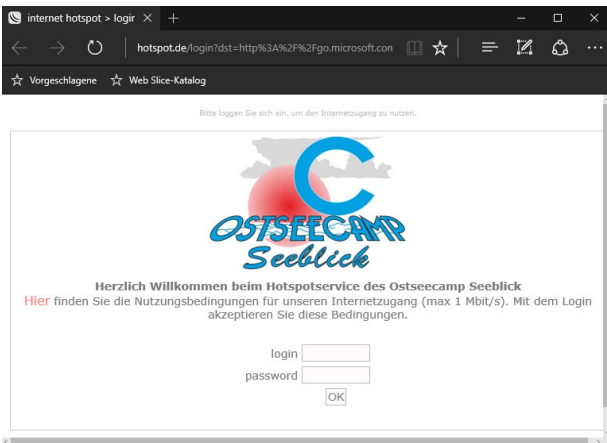 internet hotspot > login
hotspot.de/login?dst=http%3A%2F%2Fgo.microsoft.con
Vorgeschlagene
Web Slice-Katalog
Bitte loggen Sie sich ein, um den Internetzugang zu nutzen.
C
OSTSEECAMP
Seeblick
Herzlich Willkommen beim Hotspotservice des Ostseecamp Seeblick
Hier finden Sie die Nutzungsbedingungen für unseren Internetzugang (max 1 Mbit/s). Mit dem Login
akzeptieren Sie diese Bedingungen.
login
password
OK